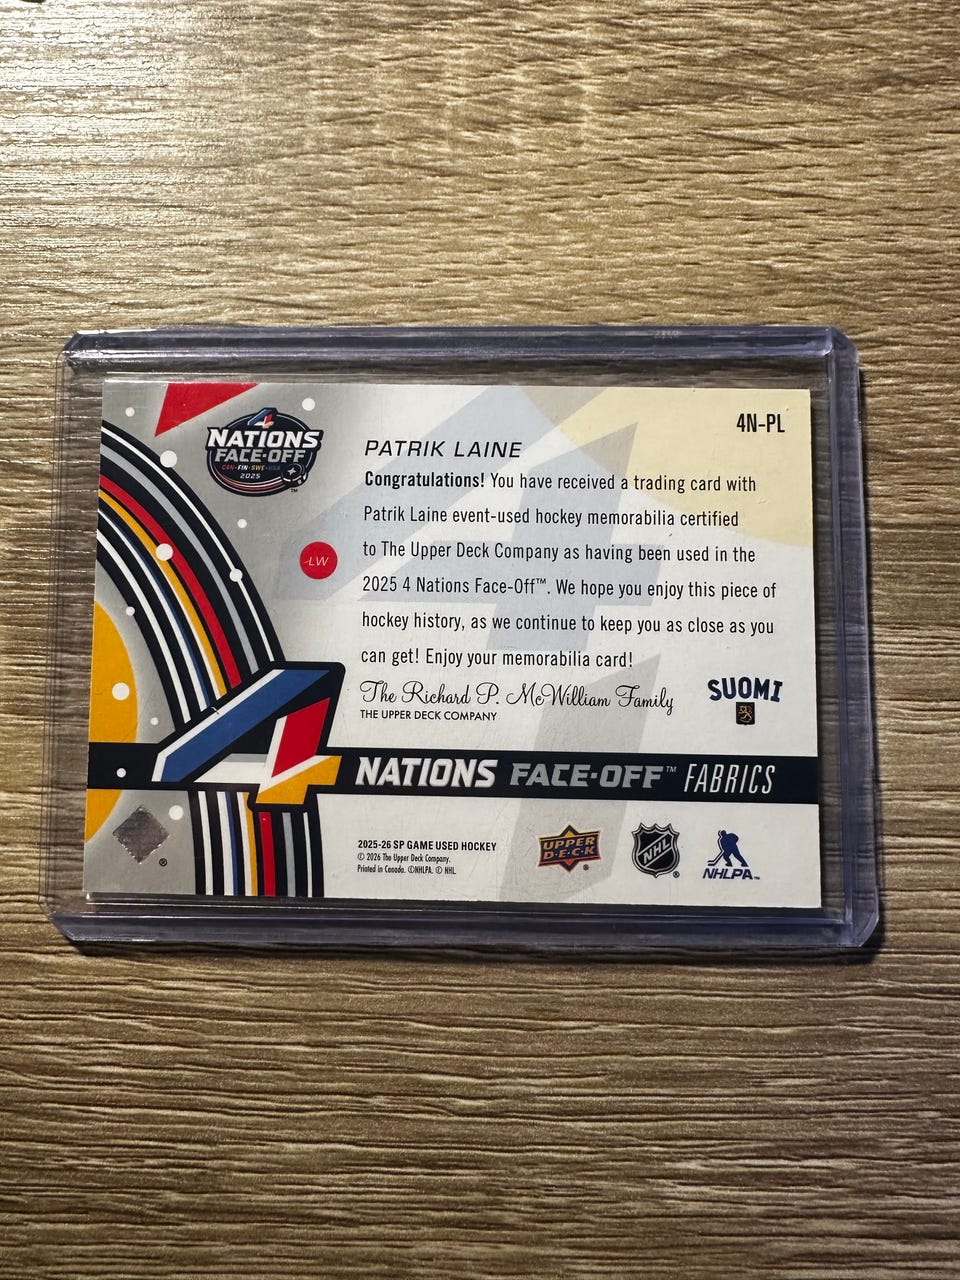 4N-PL
4
NATIONS
FACE-OFF
CAN•FIN•SWE•USA
2025
TM
PATRIK LAINE
Congratulations! You have received a trading card with
Patrik Laine event-used hockey memorabilia certified
to The Upper Deck Company as having been used in the
2025 4 Nations Face-Off™. We hope you enjoy this piece of
hockey history, as we continue to keep you as close as you
can get! Enjoy your memorabilia card!
LW
The Richard P. McWilliam Family
THE UPPER DECK COMPANY
SUOMI
4 NATIONS FACE•OFF™ FABRICS
®
2025-26 SP GAME USED HOCKEY
© 2026 The Upper Deck Company.
Printed in Canada. ©NHLPA. © NHL.
UPPER
D•E•C•K
®
NHL
®
NHLPA™